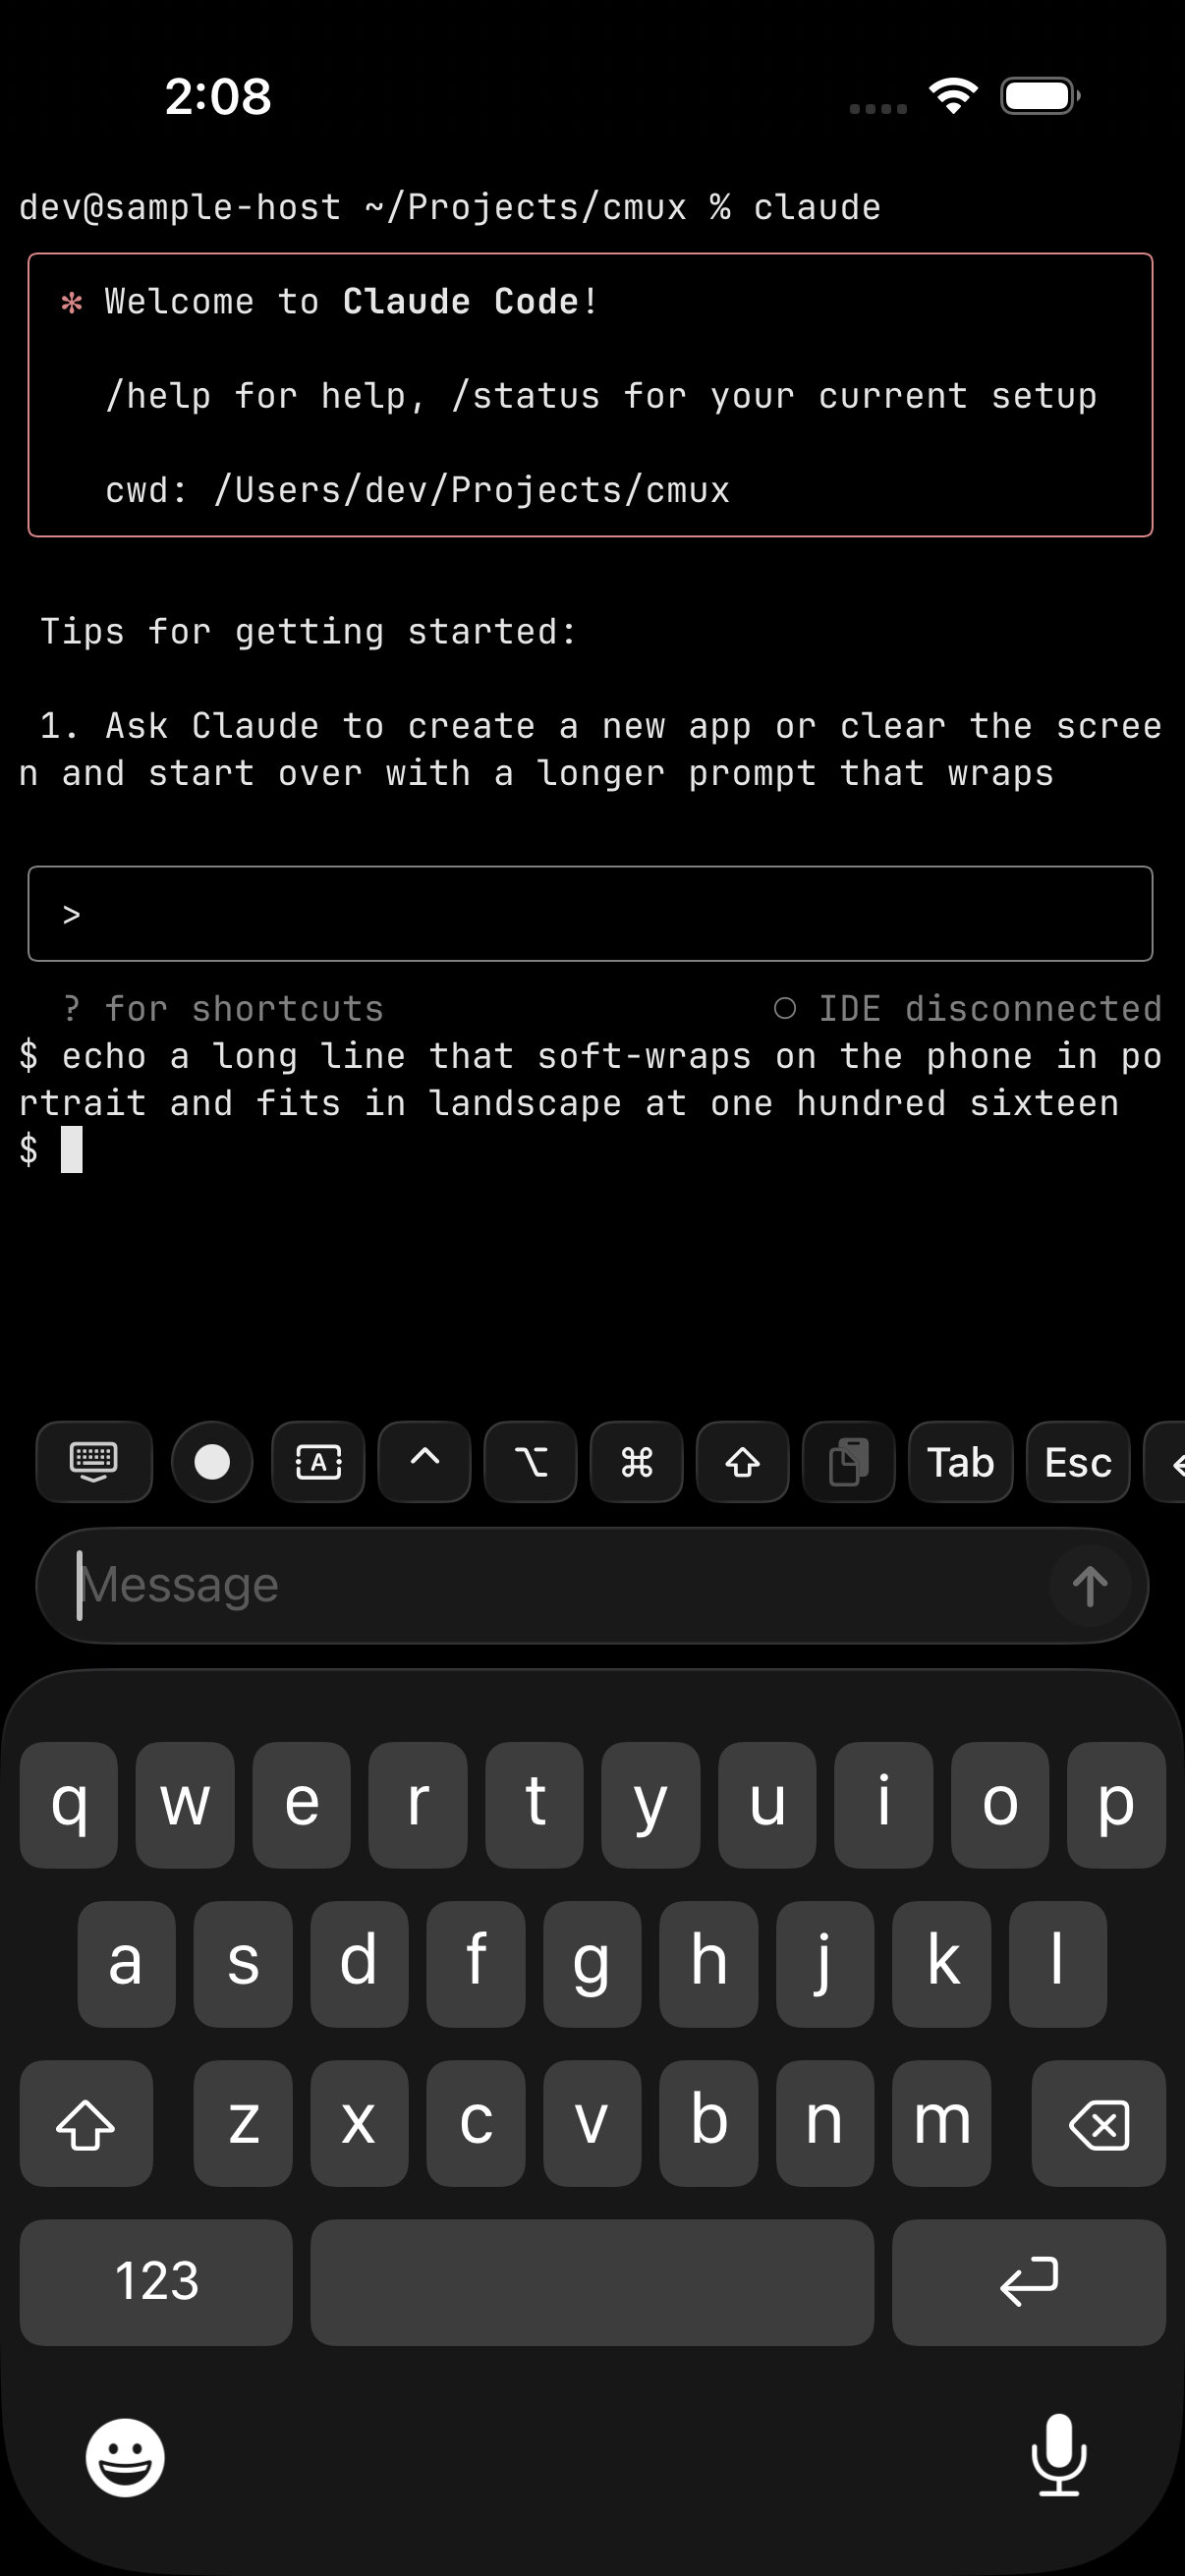 2:08
dev@sample-host ~/Projects/cmux % claude
✻ Welcome to Claude Code!
/help for help, /status for your current setup
cwd: /Users/dev/Projects/cmux
Tips for getting started:
1. Ask Claude to create a new app or clear the scree
n and start over with a longer prompt that wraps
>
? for shortcuts ○ IDE disconnected
$ echo a long line that soft-wraps on the phone in po
rtrait and fits in landscape at one hundred sixteen
$
A ^ ⌥ ⌘ Tab Esc
Message
q w e r t y u i o p
a s d f g h j k l
z x c v b n m
123